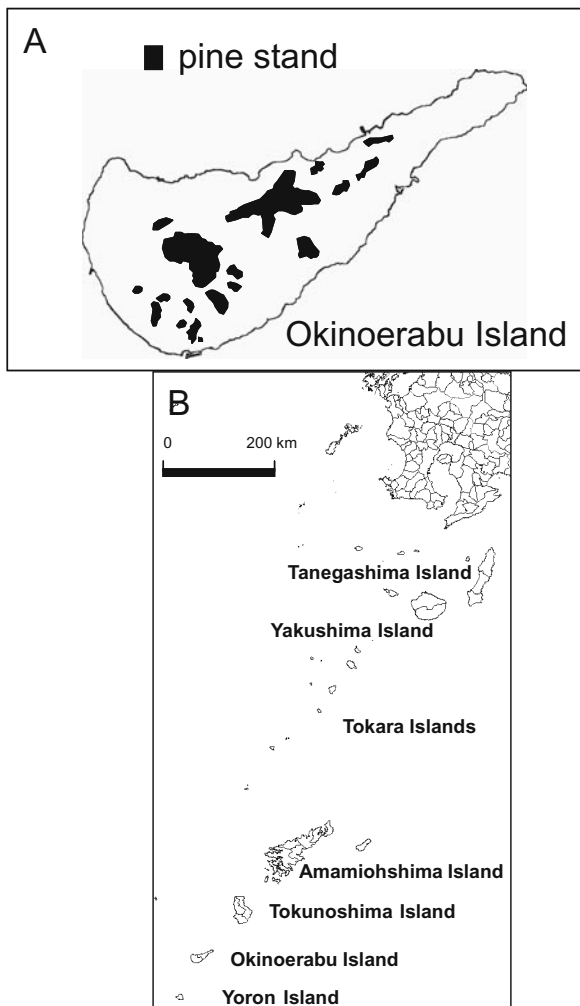 A
pine stand
Okinoerabu Island
B
0 200 km
Tanegashima Island
Yakushima Island
Tokara Islands
Amamiohshima Island
Tokunoshima Island
Okinoerabu Island
Yoron Island